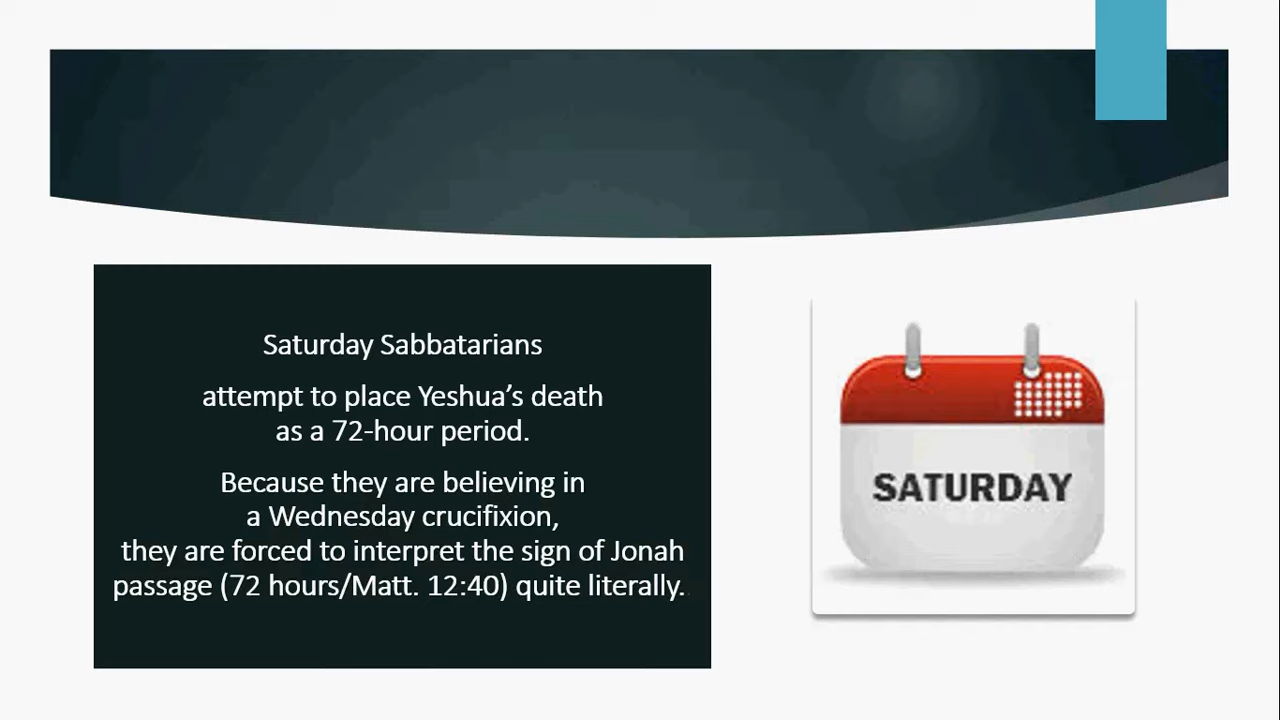 Saturday Sabbatarians
attempt to place Yeshua’s death
as a 72-hour period.
Because they are believing in
a Wednesday crucifixion,
they are forced to interpret the sign of Jonah
passage (72 hours/Matt. 12:40) quite literally.
SATURDAY